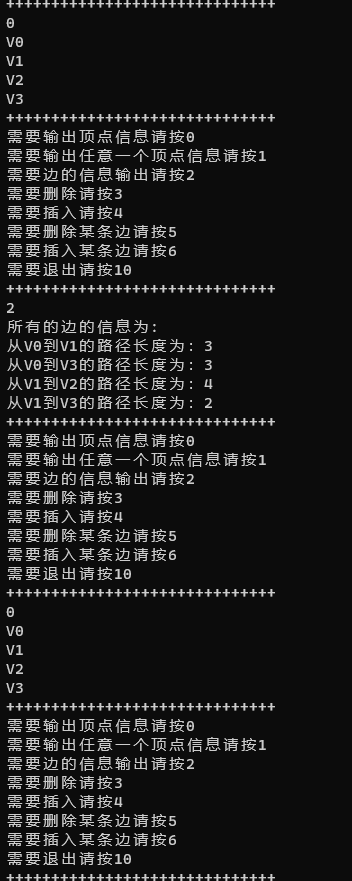 ++++++++++++++++++++++++++++++
0
V0
V1
V2
V3
++++++++++++++++++++++++++++++
需要输出顶点信息请按0
需要输出任意一个顶点信息请按1
需要边的信息输出请按2
需要删除请按3
需要插入请按4
需要删除某条边请按5
需要插入某条边请按6
需要退出请按10
++++++++++++++++++++++++++++++
2
所有的边的信息为:
从V0到V1的路径长度为: 3
从V0到V3的路径长度为: 3
从V1到V2的路径长度为: 4
从V1到V3的路径长度为: 2
++++++++++++++++++++++++++++++
需要输出顶点信息请按0
需要输出任意一个顶点信息请按1
需要边的信息输出请按2
需要删除请按3
需要插入请按4
需要删除某条边请按5
需要插入某条边请按6
需要退出请按10
++++++++++++++++++++++++++++++
0
V0
V1
V2
V3
++++++++++++++++++++++++++++++
需要输出顶点信息请按0
需要输出任意一个顶点信息请按1
需要边的信息输出请按2
需要删除请按3
需要插入请按4
需要删除某条边请按5
需要插入某条边请按6
需要退出请按10
++++++++++++++++++++++++++++++